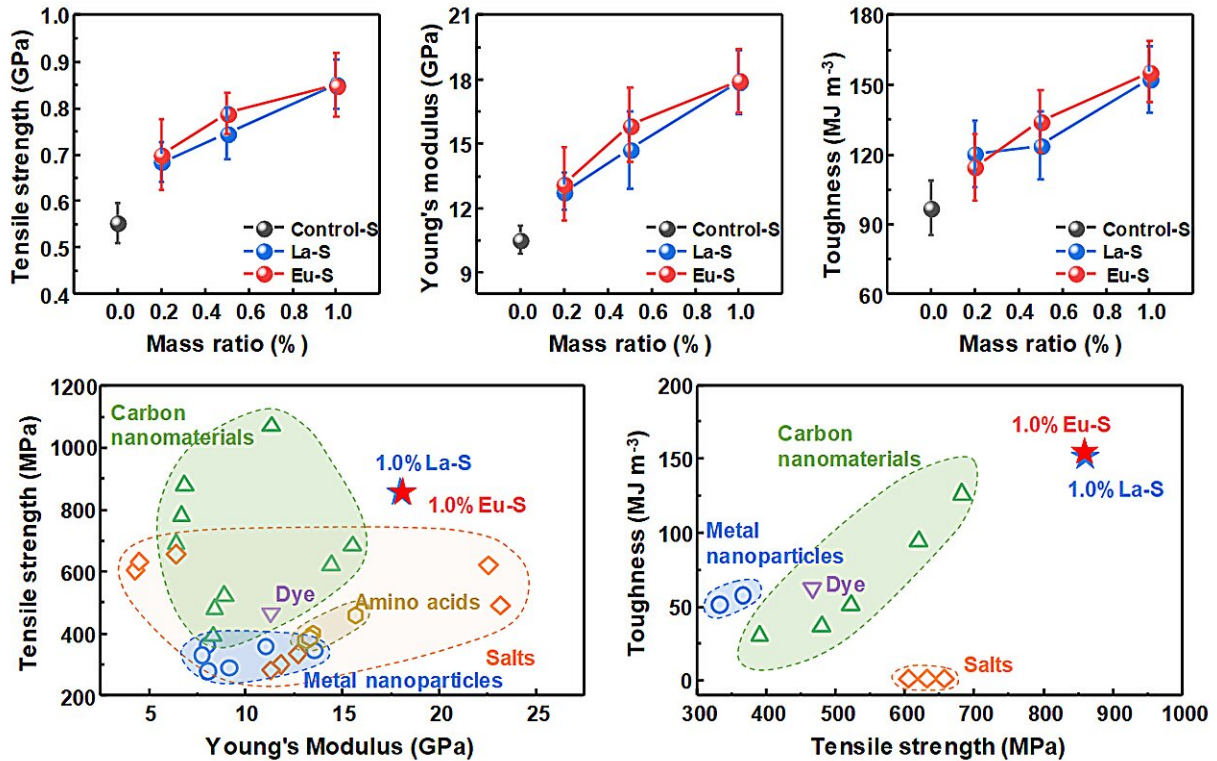 Tensile strength (GPa)
1.0
0.9
0.8
0.7
0.6
0.5
0.4
0.0 0.2 0.4 0.6 0.8 1.0
Mass ratio (%)
Control-S
La-S
Eu-S
Young's modulus (GPa)
21
18
15
12
9
0.0 0.2 0.4 0.6 0.8 1.0
Mass ratio (%)
Control-S
La-S
Eu-S
Toughness (MJ m-3)
180
150
120
90
60
0.0 0.2 0.4 0.6 0.8 1.0
Mass ratio (%)
Control-S
La-S
Eu-S
Tensile strength (MPa)
1200
1000
800
600
400
200
5 10 15 20 25
Young's Modulus (GPa)
Carbon
nanomaterials
1.0% La-S
1.0% Eu-S
Dye
Amino acids
Salts
Metal nanoparticles
Toughness (MJ m-3)
200
150
100
50
0
300 400 500 600 700 800 900 1000
Tensile strength (MPa)
1.0% Eu-S
Carbon
nanomaterials
1.0% La-S
Metal
nanoparticles
Dye
Salts